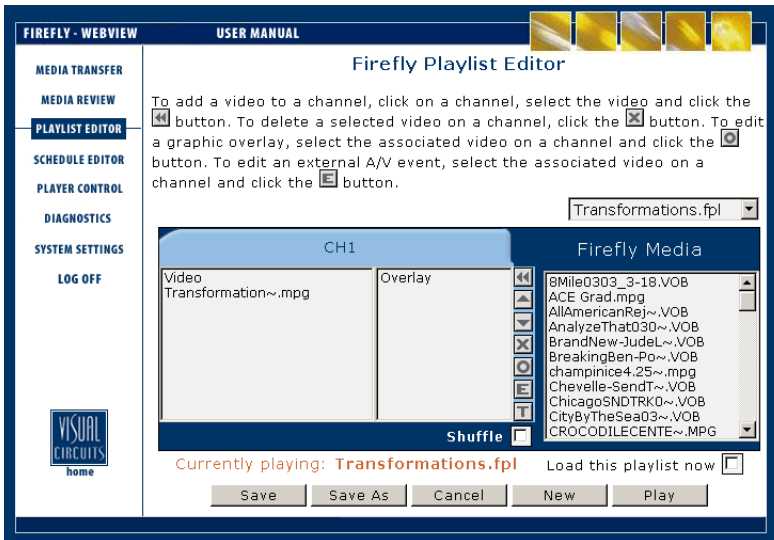 FIREFLY - WEBVIEW
USER MANUAL
MEDIA TRANSFER
MEDIA REVIEW
PLAYLIST EDITOR
SCHEDULE EDITOR
PLAYER CONTROL
DIAGNOSTICS
SYSTEM SETTINGS
LOG OFF
VISUAL
CIRCUITS
home
Firefly Playlist Editor
To add a video to a channel, click on a channel, select the video and click the
button. To delete a selected video on a channel, click the X button. To edit
a graphic overlay, select the associated video on a channel and click the O
button. To edit an external A/V event, select the associated video on a
channel and click the E button.
Transformations.fpl
CH1
Video
Transformation~.mpg
Overlay
X
O
E
T
Shuffle
Firefly Media
8Mile0303_3-18.VOB
ACE Grad.mpg
AllAmericanRej~.VOB
AnalyzeThat030~.VOB
BrandNew-JudeL~.VOB
BreakingBen-Po~.VOB
champinice4.25~.mpg
Chevelle-SendT~.VOB
ChicagoSNDTRK0~.VOB
CityByTheSea03~.VOB
CROCODILECENTE~.MPG
Currently playing: Transformations.fpl
Load this playlist now
Save
Save As
Cancel
New
Play